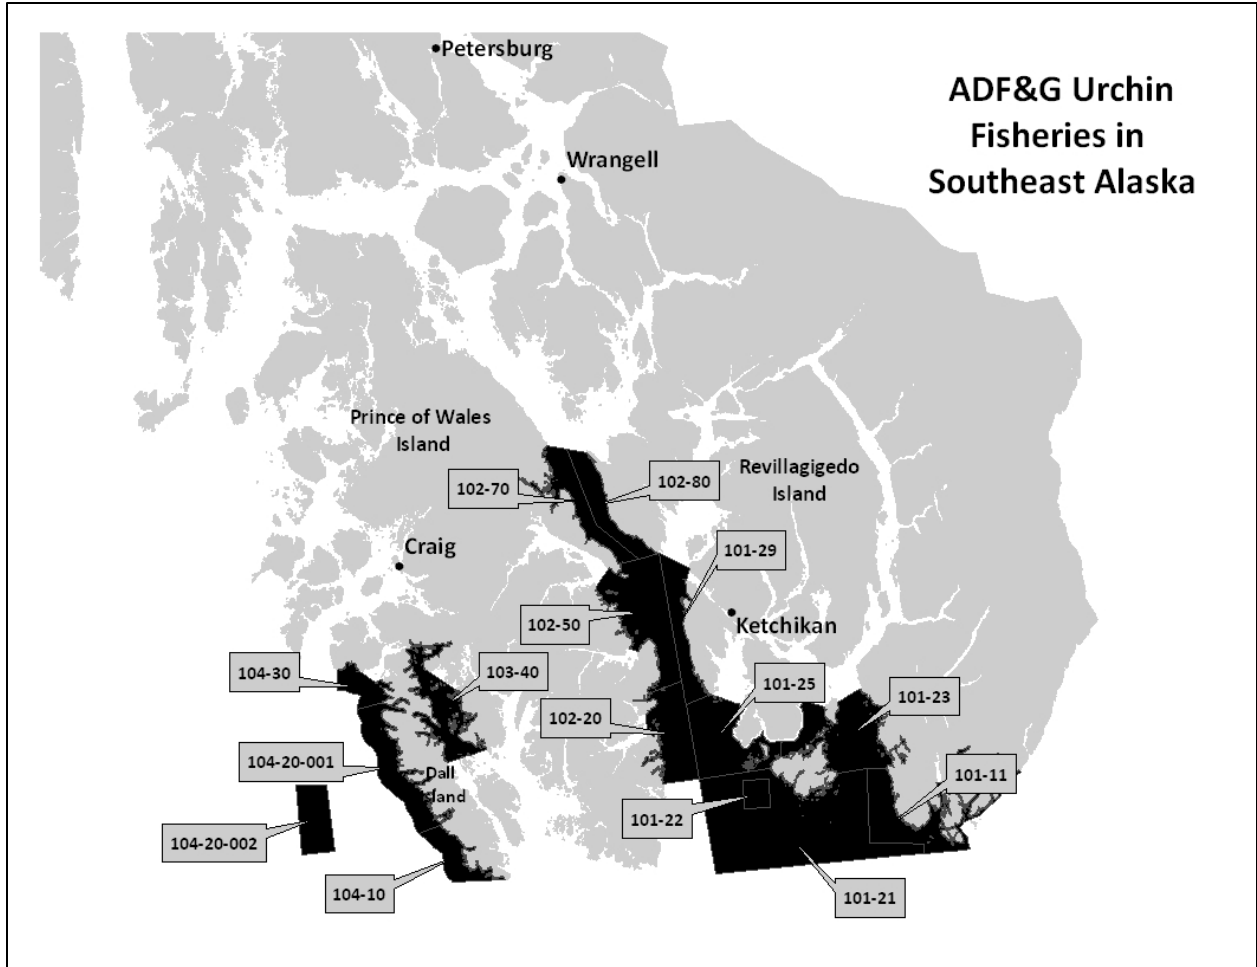 Petersburg
ADF&G Urchin
Fisheries in
Southeast Alaska
Wrangell
Prince of Wales
Island
102-70
102-80
Revillagigedo
Island
Craig
101-29
102-50
Ketchikan
104-30
103-40
101-25
101-23
102-20
104-20-001
Dall
Island
101-11
104-20-002
101-22
104-10
101-21